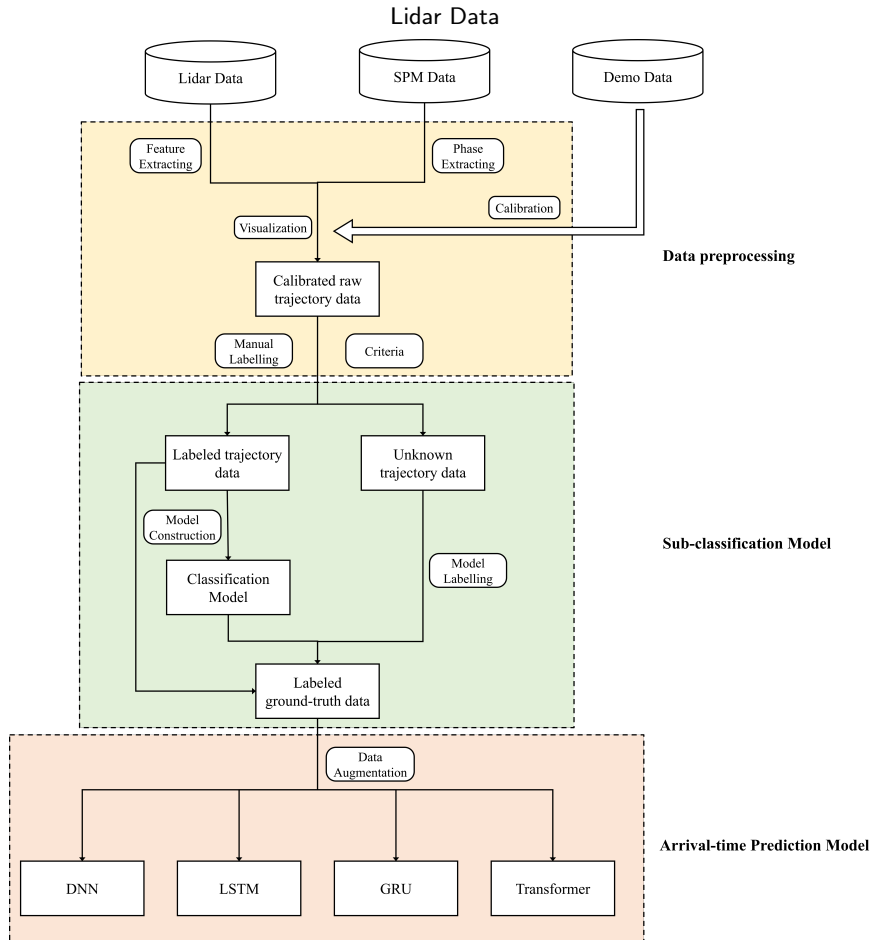 Lidar Data
Lidar Data
SPM Data
Demo Data
Feature
Extracting
Phase
Extracting
Calibration
Visualization
Data preprocessing
Calibrated raw
trajectory data
Manual
Labelling
Criteria
Labeled trajectory
data
Unknown
trajectory data
Model
Construction
Sub-classification Model
Model
Labelling
Classification
Model
Labeled
ground-truth data
Data
Augmentation
Arrival-time Prediction Model
DNN
LSTM
GRU
Transformer